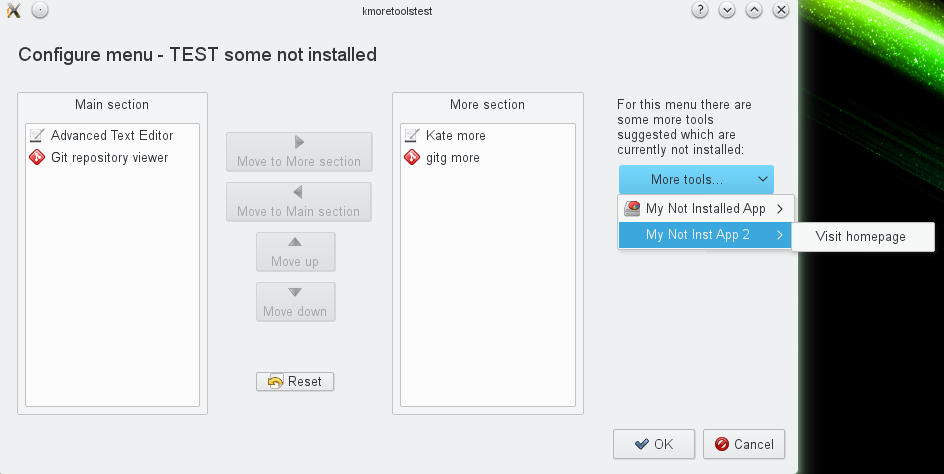 kmoretoolstest
Configure menu - TEST some not installed
Main section
Advanced Text Editor
Git repository viewer
Move to More section
Move to Main section
Move up
Move down
Reset
More section
Kate more
gitg more
For this menu there are
some more tools
suggested which are
currently not installed:
More tools...
My Not Installed App
My Not Inst App 2
Visit homepage
OK
Cancel